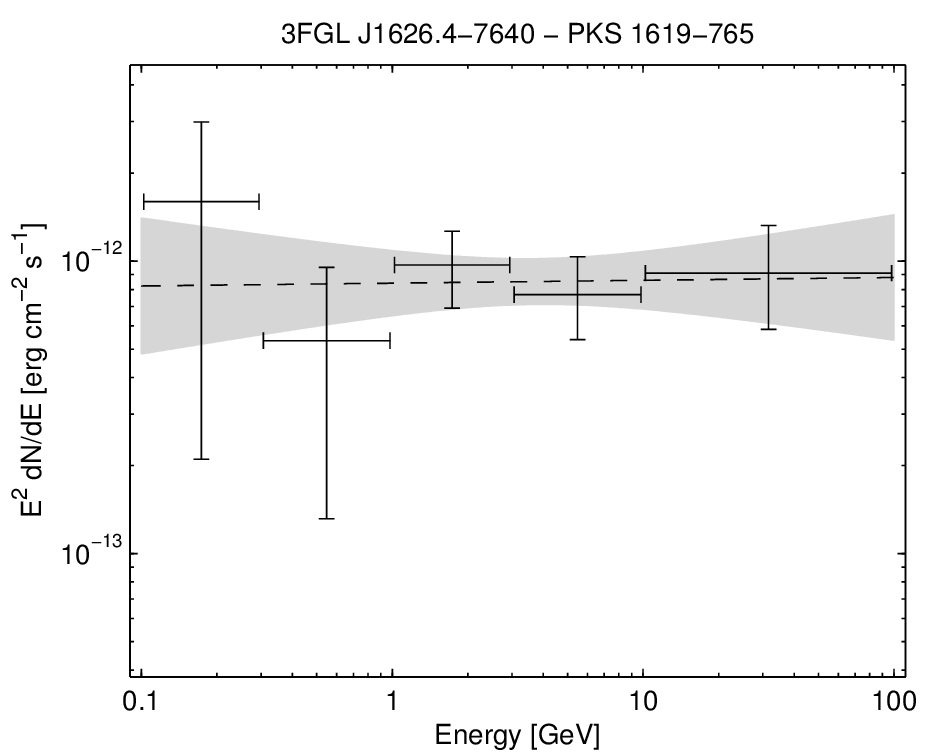 3FGL J1626.4−7640 − PKS 1619−765
E² dN/dE [erg cm⁻² s⁻¹]
10⁻¹²
10⁻¹³
0.1 1 10 100
Energy [GeV]